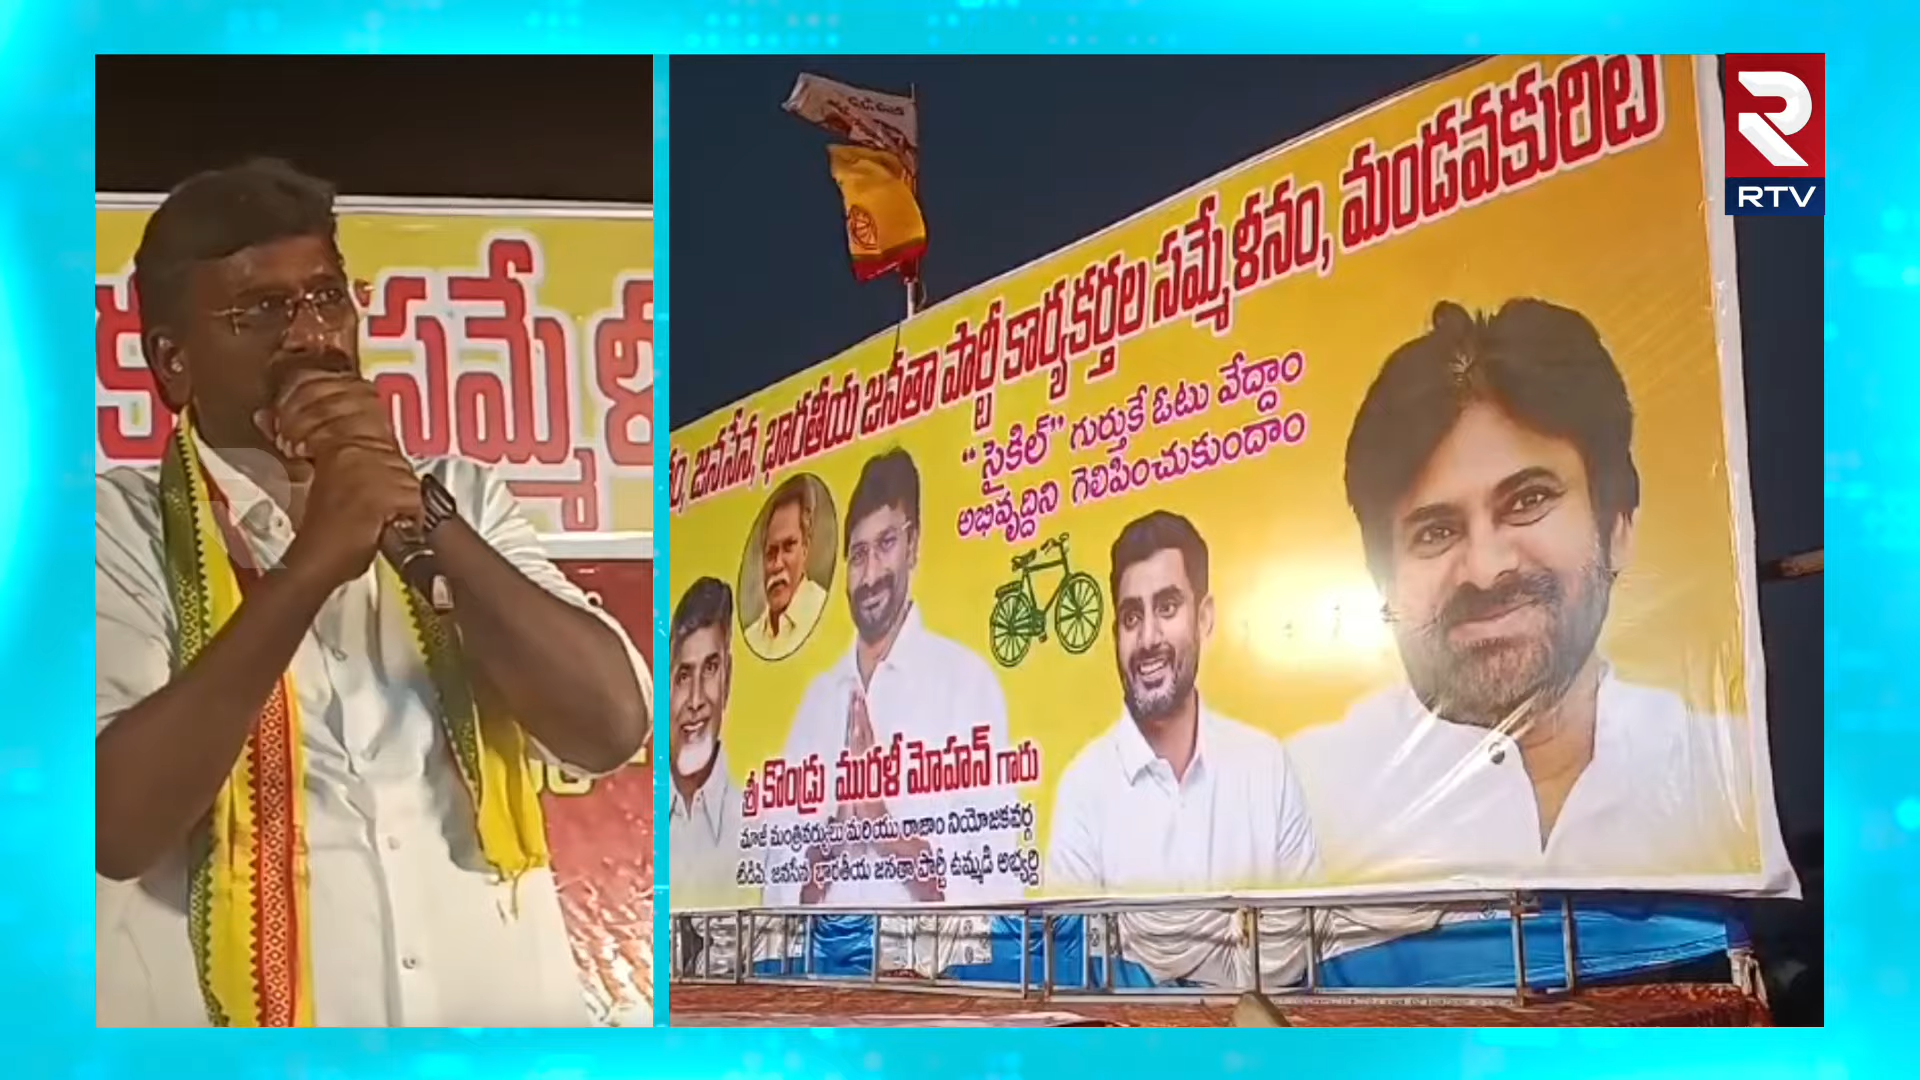 సమ్మేళ
జనసేన, భారతీయ జనతా పార్టీ కార్యకర్తల సమ్మేళనం, మండవకురిటి
"సైకిల్" గుర్తుకే ఓటు వేద్దాం
అభివృద్దిని గెలిపించుకుందాం
శ్రీ కొండ్రు మురళీ మోహన్ గారు
మాజీ మంత్రివర్యులు మరియు రాజాం నియోజకవర్గ
టిడిపి, జనసేన భారతీయ జనతా పార్టీ ఉమ్మడి అభ్యర్ది
RTV